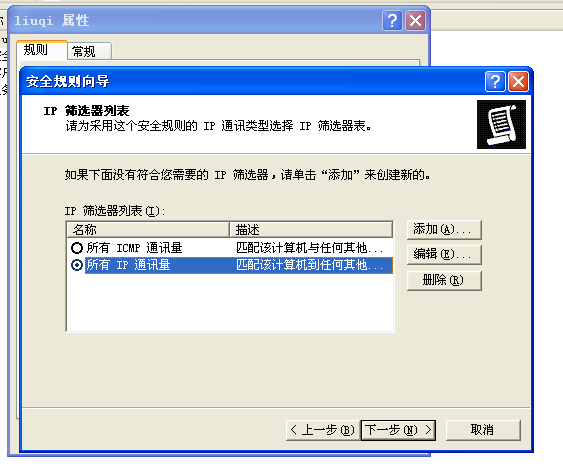 liuqi 属性
规则 常规
安全规则向导
IP 筛选器列表
请为采用这个安全规则的 IP 通讯类型选择 IP 筛选器表。
如果下面没有符合您需要的 IP 筛选器，请单击“添加”来创建新的。
IP 筛选器列表(I):
名称 描述
添加(A)...
所有 ICMP 通讯量 匹配该计算机与任何其他...
编辑(E)...
所有 IP 通讯量 匹配该计算机到任何其他...
删除(R)
< 上一步(B) 下一步(N) > 取消